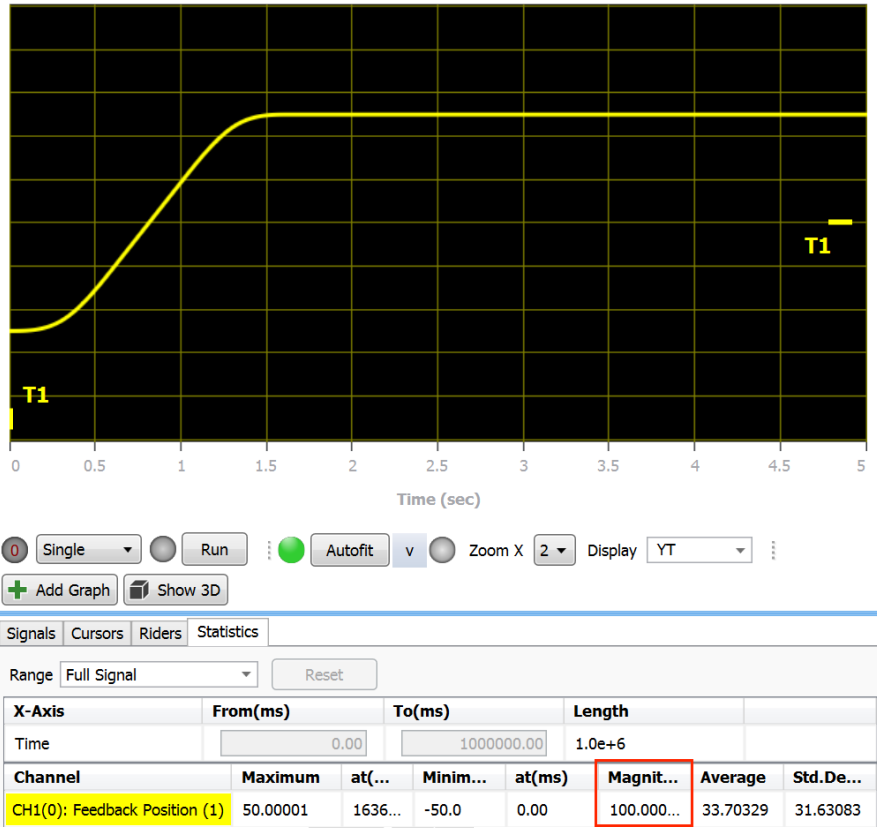 T1
T1
0 0.5 1 1.5 2 2.5 3 3.5 4 4.5 5
Time (sec)
0 Single Run Autofit v Zoom X 2 Display YT
Add Graph Show 3D
Signals Cursors Riders Statistics
Range Full Signal Reset
X-Axis From(ms) To(ms) Length
Time 0.00 1000000.00 1.0e+6
Channel Maximum at(... Minim... at(ms) Magnit... Average Std.De...
CH1(0): Feedback Position (1) 50.00001 1636... -50.0 0.00 100.000... 33.70329 31.63083